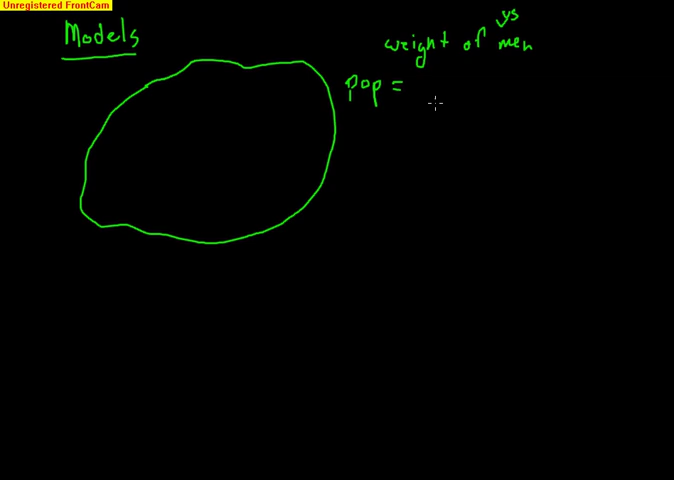 Unregistered FrontCam
Models
us
weight of men
pop =